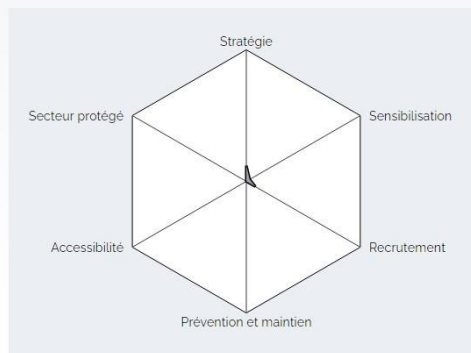 Stratégie
Secteur protégé
Sensibilisation
Accessibilité
Recrutement
Prévention et maintien